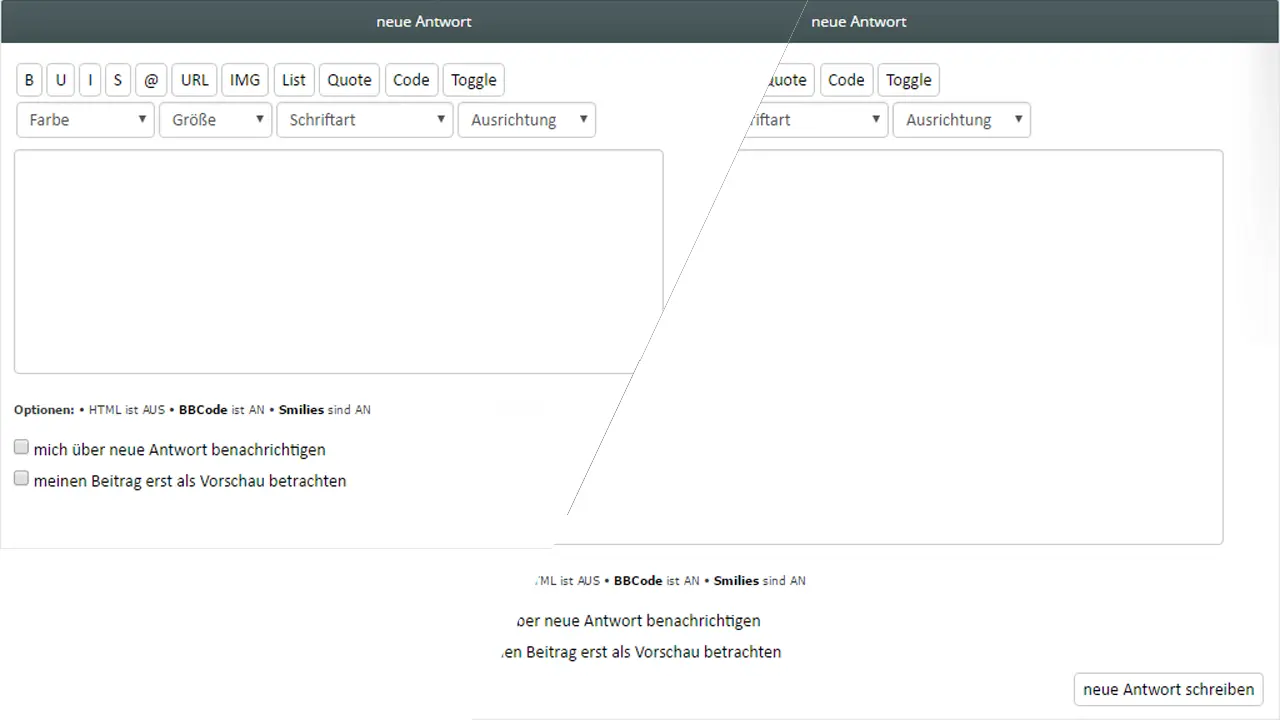 neue Antwort
B U I S @ URL IMG List Quote Code Toggle
Farbe Größe Schriftart Ausrichtung
Optionen: • HTML ist AUS • BBCode ist AN • Smilies sind AN
mich über neue Antwort benachrichtigen
meinen Beitrag erst als Vorschau betrachten
neue Antwort
uote Code Toggle
iftart Ausrichtung
ML ist AUS • BBCode ist AN • Smilies sind AN
er neue Antwort benachrichtigen
en Beitrag erst als Vorschau betrachten
neue Antwort schreiben